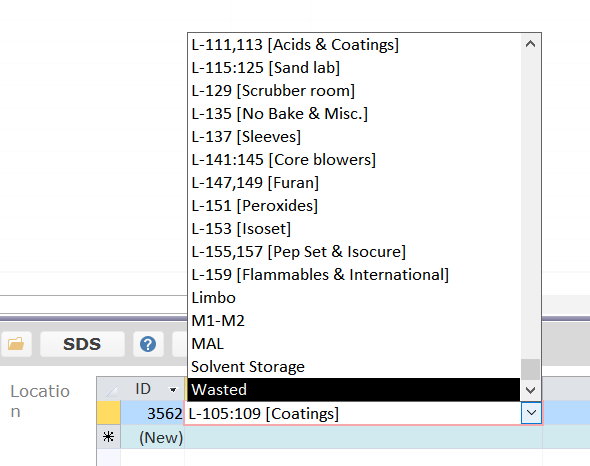 L-111,113 [Acids & Coatings]
L-115:125 [Sand lab]
L-129 [Scrubber room]
L-135 [No Bake & Misc.]
L-137 [Sleeves]
L-141:145 [Core blowers]
L-147,149 [Furan]
L-151 [Peroxides]
L-153 [Isoset]
L-155,157 [Pep Set & Isocure]
L-159 [Flammables & International]
Limbo
M1-M2
MAL
Solvent Storage
Wasted
SDS ?
Locatio
n
ID
3562 L-105:109 [Coatings]
(New)